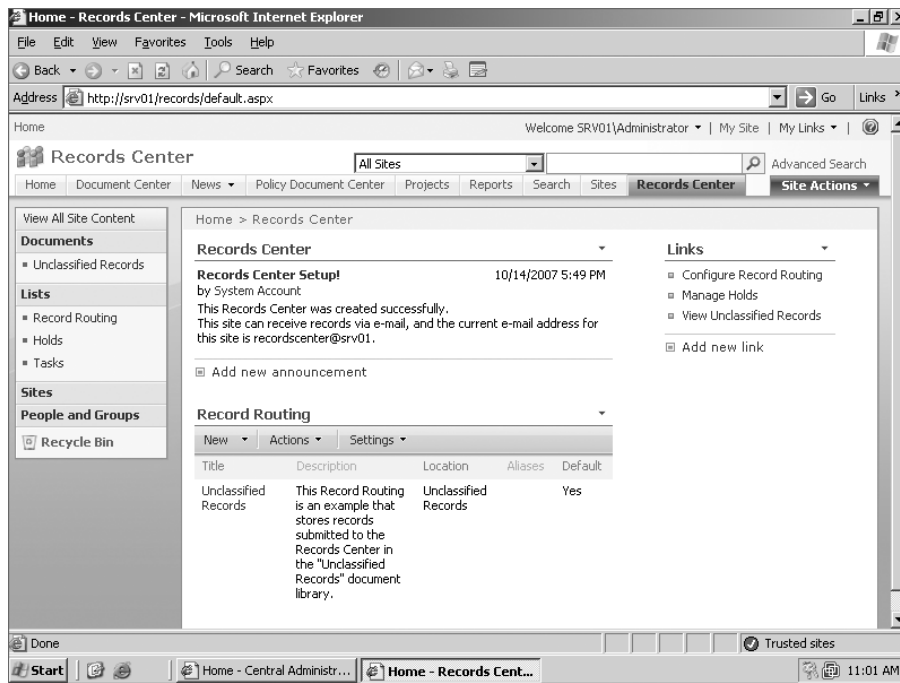 Home - Records Center - Microsoft Internet Explorer
File Edit View Favorites Tools Help
Back Search Favorites
Address http://srv01/records/default.aspx Go Links
Home Welcome SRV01\Administrator | My Site | My Links |
Records Center All Sites Advanced Search
Home Document Center News Policy Document Center Projects Reports Search Sites Records Center Site Actions
View All Site Content
Documents
Unclassified Records
Lists
Record Routing
Holds
Tasks
Sites
People and Groups
Recycle Bin
Home > Records Center
Records Center
Records Center Setup! 10/14/2007 5:49 PM
by System Account
This Records Center was created successfully.
This site can receive records via e-mail, and the current e-mail address for
this site is recordscenter@srv01.
Add new announcement
Links
Configure Record Routing
Manage Holds
View Unclassified Records
Add new link
Record Routing
New Actions Settings
Title Description Location Aliases Default
Unclassified This Record Routing Unclassified Yes
Records is an example that Records
stores records
submitted to the
Records Center in
the "Unclassified
Records" document
library.
Done Trusted sites
Start Home - Central Administr... Home - Records Cent... 11:01 AM